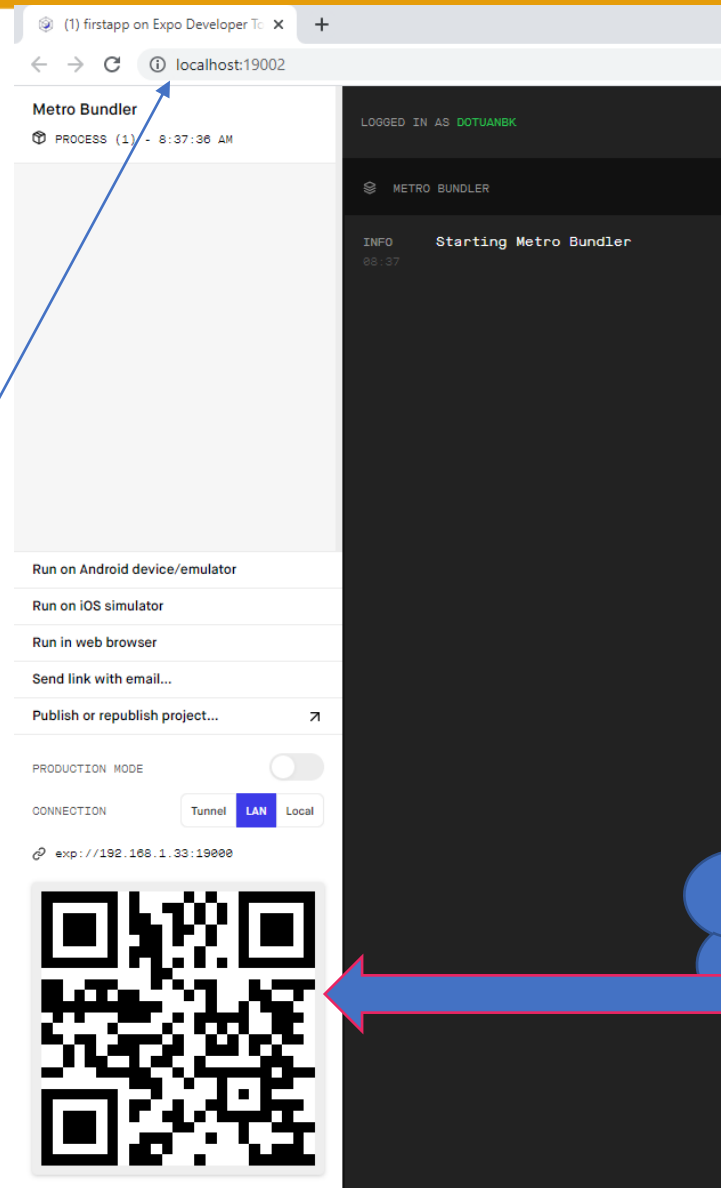 (1) firstapp on Expo Developer To
localhost:19002
Metro Bundler
PROCESS (1) - 8:37:36 AM
LOGGED IN AS DOTUANBK
METRO BUNDLER
INFO Starting Metro Bundler
08:37
Run on Android device/emulator
Run on iOS simulator
Run in web browser
Send link with email...
Publish or republish project...
PRODUCTION MODE
CONNECTION Tunnel LAN Local
exp://192.168.1.33:19000